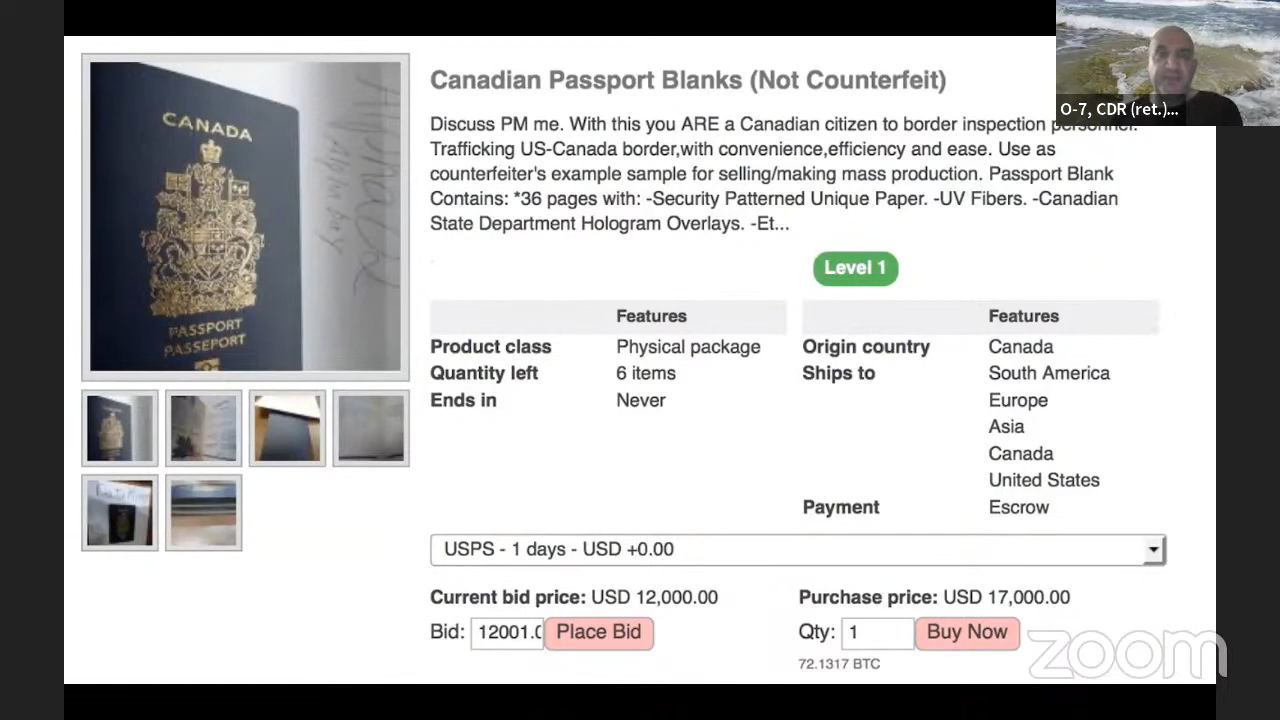 CANADA
PASSPORT
PASSEPORT
Canadian Passport Blanks (Not Counterfeit)
O-7, CDR (ret.)...
Discuss PM me. With this you ARE a Canadian citizen to border inspection personnel.
Trafficking US-Canada border,with convenience,efficiency and ease. Use as
counterfeiter's example sample for selling/making mass production. Passport Blank
Contains: *36 pages with: -Security Patterned Unique Paper. -UV Fibers. -Canadian
State Department Hologram Overlays. -Et...
Level 1
Features
Product class Physical package
Quantity left 6 items
Ends in Never
Features
Origin country Canada
Ships to South America
Europe
Asia
Canada
United States
Payment Escrow
USPS - 1 days - USD +0.00
Current bid price: USD 12,000.00
Bid: 12001.0 Place Bid
Purchase price: USD 17,000.00
Qty: 1 Buy Now
72.1317 BTC
zoom